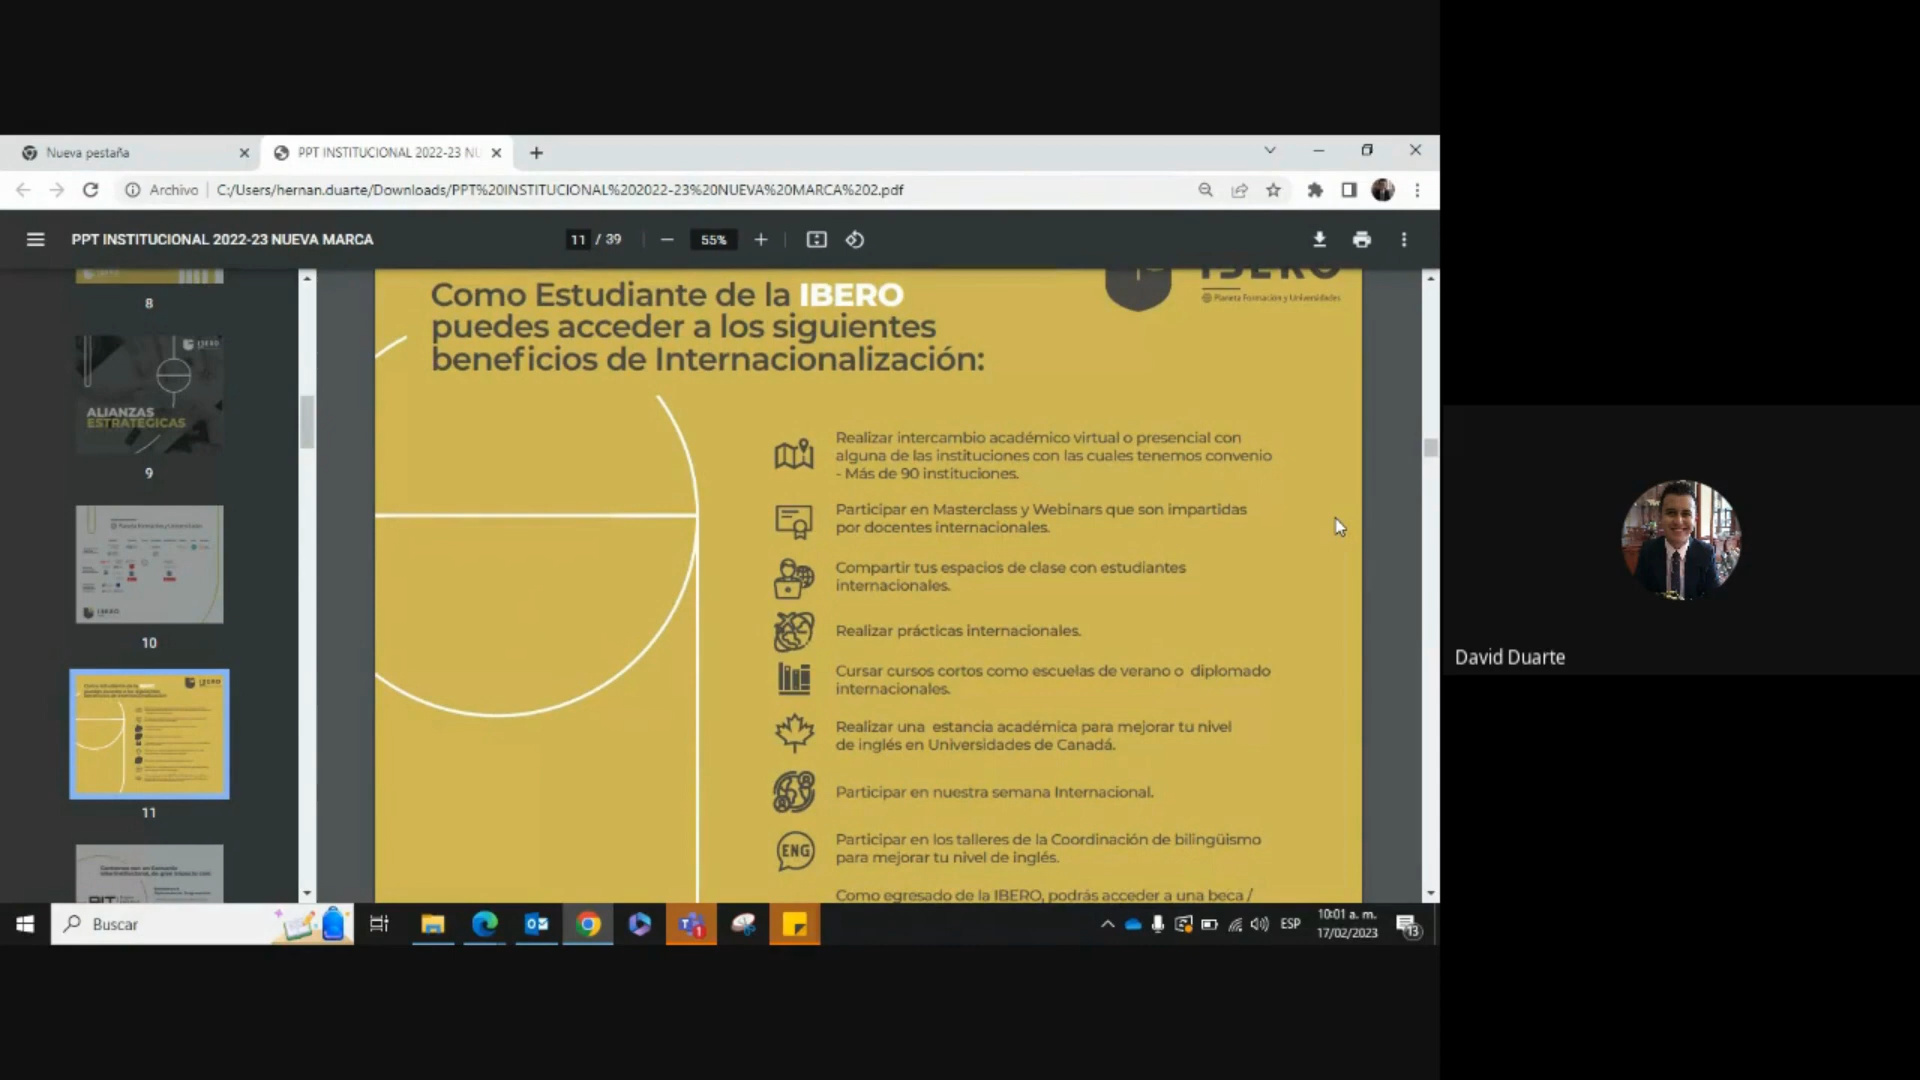 Nueva pestaña
PPT INSTITUCIONAL 2022-23 NU
Archivo
C:/Users/hernan.duarte/Downloads/PPT%20INSTITUCIONAL%202022-23%20NUEVA%20MARCA%202.pdf
PPT INSTITUCIONAL 2022-23 NUEVA MARCA
11 / 39
55%
8
ALIANZAS
ESTRATEGICAS
9
10
11
Como Estudiante de la IBERO
puedes acceder a los siguientes
beneficios de Internacionalización:
IBERO
Planeta Formación y Universidades
Realizar intercambio académico virtual o presencial con
alguna de las instituciones con las cuales tenemos convenio
- Más de 90 instituciones.
Participar en Masterclass y Webinars que son impartidas
por docentes internacionales.
Compartir tus espacios de clase con estudiantes
internacionales.
Realizar prácticas internacionales.
Cursar cursos cortos como escuelas de verano o diplomado
internacionales.
Realizar una estancia académica para mejorar tu nivel
de inglés en Universidades de Canadá.
Participar en nuestra semana Internacional.
ENG
Participar en los talleres de la Coordinación de bilingüismo
para mejorar tu nivel de inglés.
Como egresado de la IBERO, podrás acceder a una beca /
David Duarte
Buscar
ESP
10:01 a. m.
17/02/2023
13